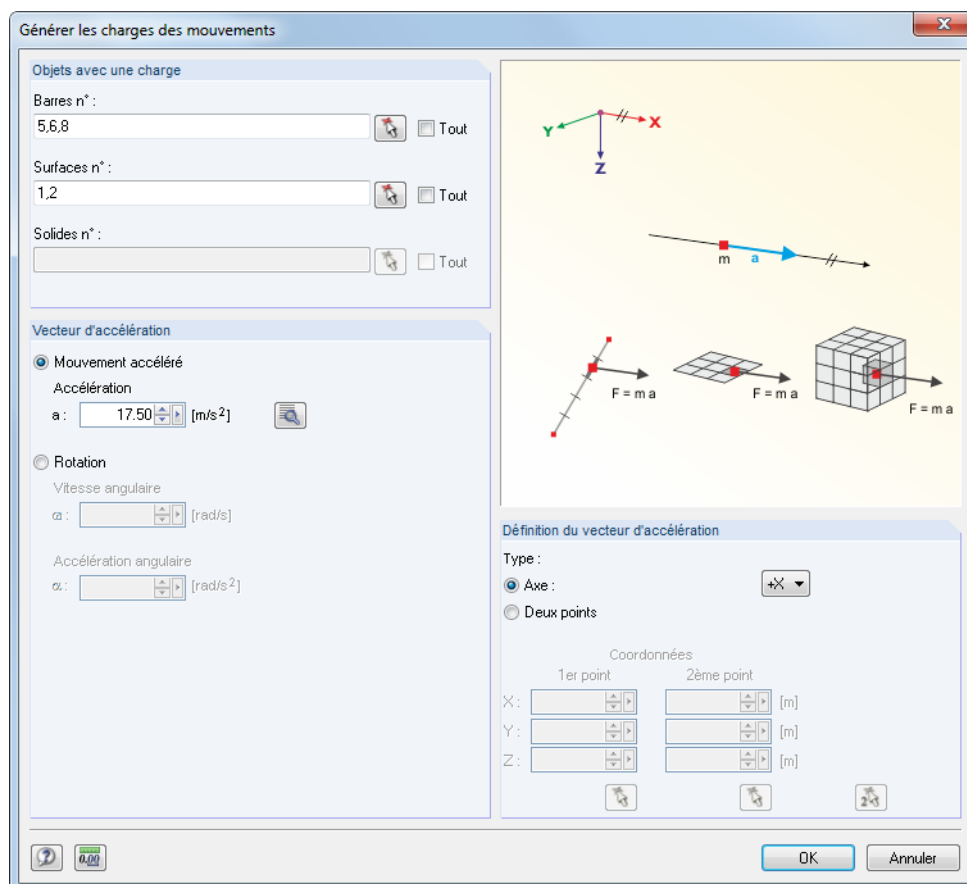 Générer les charges des mouvements
Objets avec une charge
Barres n° :
5,6,8
Tout
Surfaces n° :
1,2
Tout
Solides n° :
Tout
Vecteur d'accélération
Mouvement accéléré
Accélération
a : 17.50 [m/s²]
Rotation
Vitesse angulaire
ω : [rad/s]
Accélération angulaire
α : [rad/s²]
Y
X
Z
m
a
F = m a
F = m a
F = m a
Définition du vecteur d'accélération
Type :
Axe : +X
Deux points
Coordonnées
1er point 2ème point
X : [m]
Y : [m]
Z : [m]
2
0.00
OK Annuler